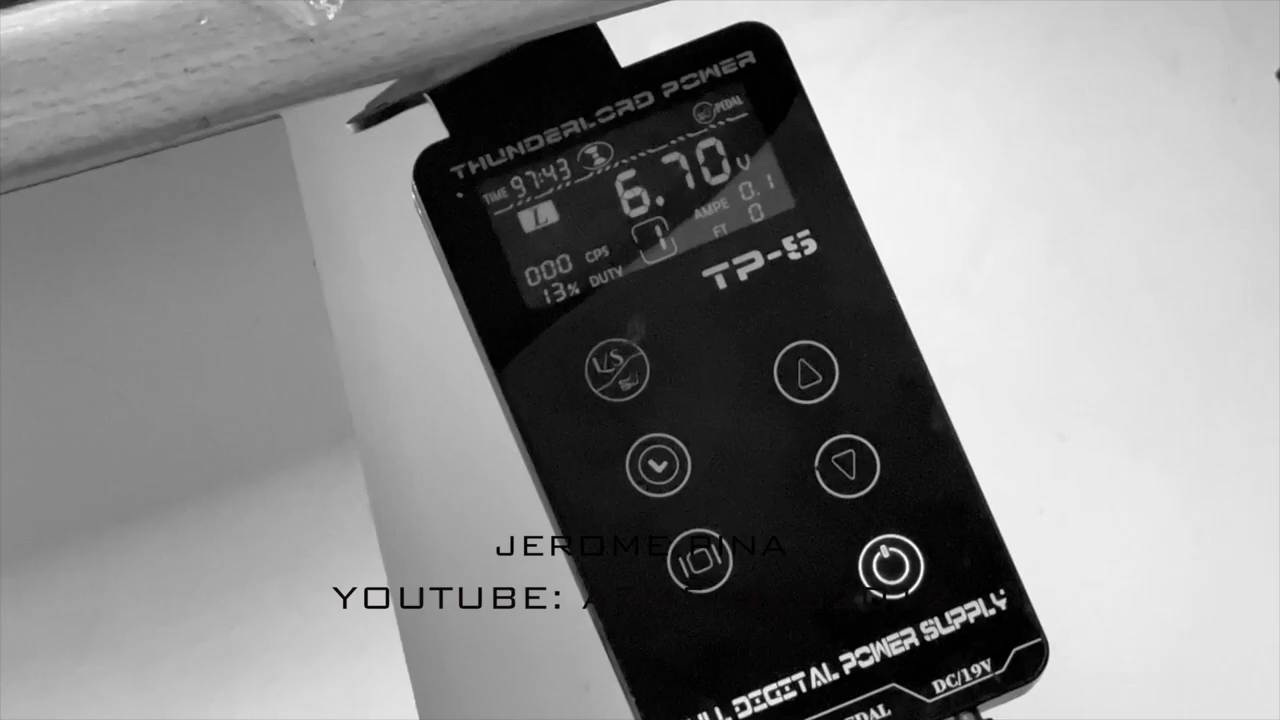 THUNDERLORD POWER
TIME 97:43 PEDAL
6.70 V
L
AMPE 0.1
1 FT 0
000 CPS
13% DUTY
TP-5
L/S
JEROME PINA
YOUTUBE:
DIGITAL POWER SUPPLY
DC/19V